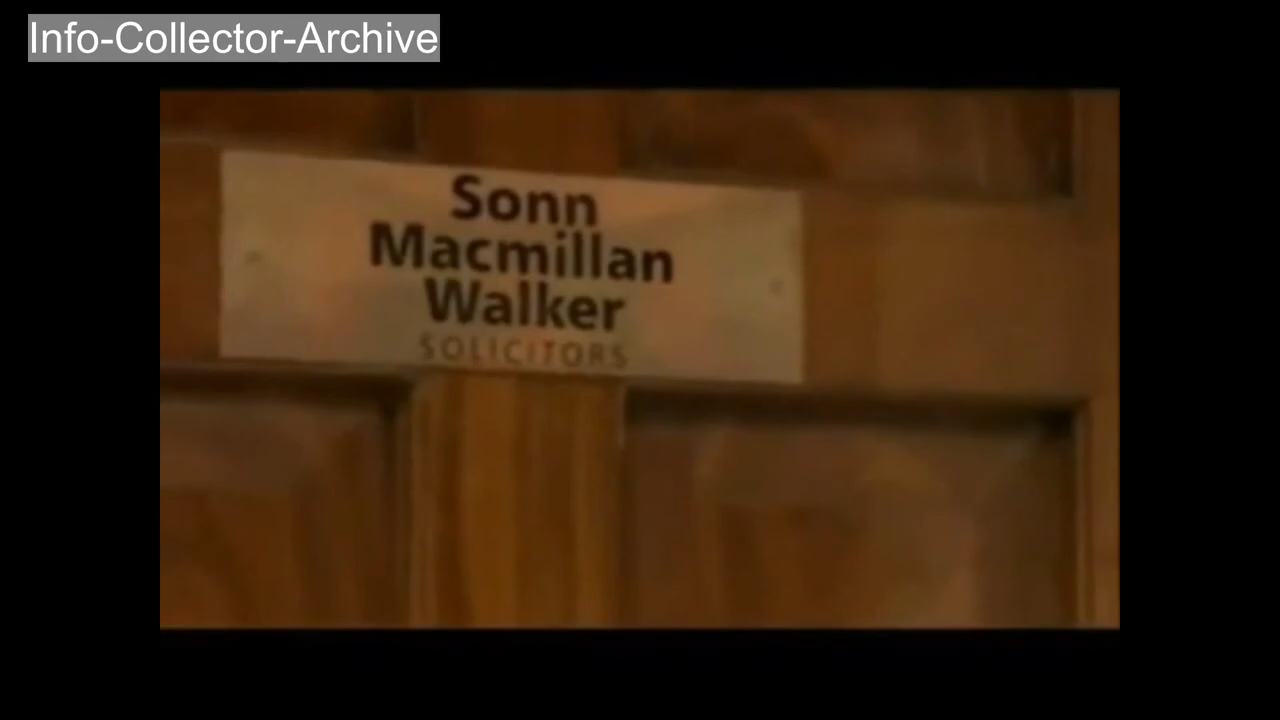 Info-Collector-Archive
Sonn
Macmillan
Walker
SOLICITORS